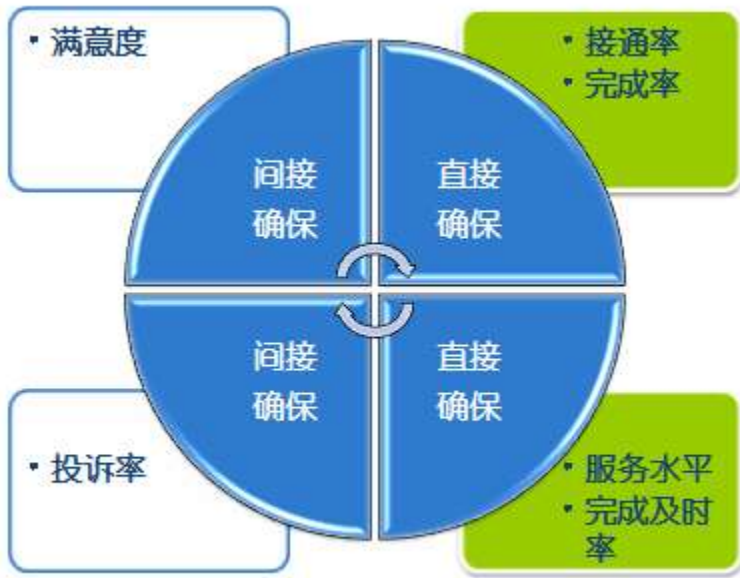 · 满意度
· 接通率
· 完成率
间接
确保
直接
确保
间接
确保
直接
确保
· 投诉率
· 服务水平
· 完成及时
率